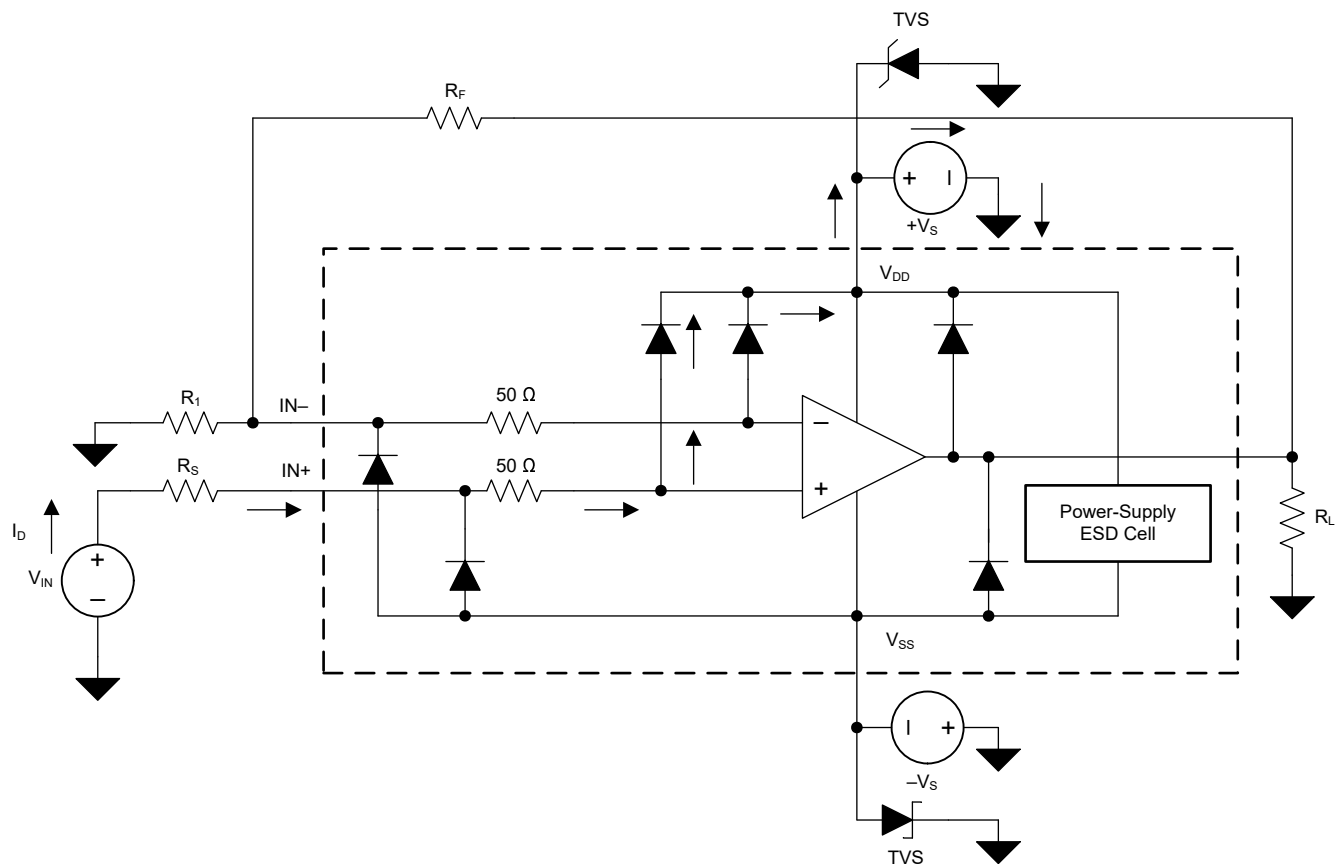 TVS
R_F
+
–
+V_S
V_DD
R_1
IN–
50 Ω
R_S
IN+
50 Ω
–
+
Power-Supply
ESD Cell
R_L
I_D
V_IN
+
–
V_SS
–
+
–V_S
TVS